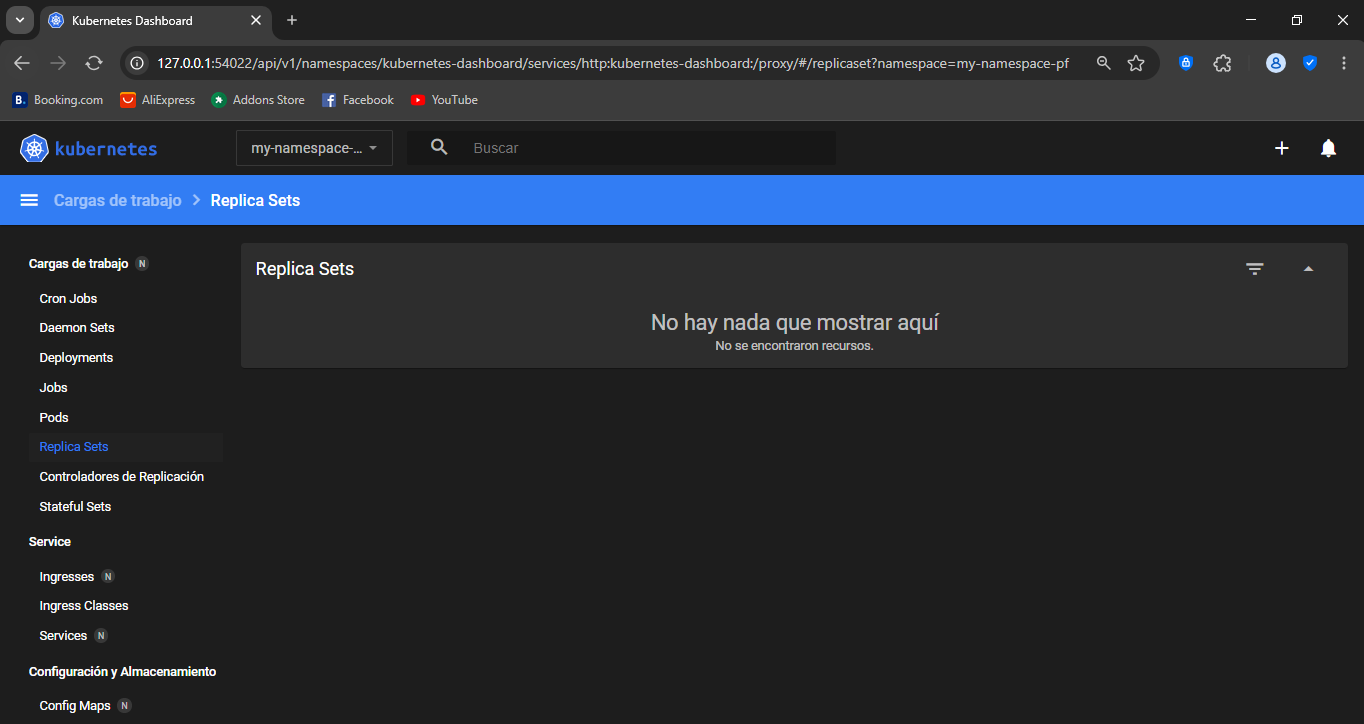 Kubernetes Dashboard
127.0.0.1:54022/api/v1/namespaces/kubernetes-dashboard/services/http:kubernetes-dashboard:/proxy/#/replicaset?namespace=my-namespace-pf
B. Booking.com AliExpress Addons Store Facebook YouTube
kubernetes my-namespace-... Buscar
Cargas de trabajo > Replica Sets
Cargas de trabajo N
Replica Sets
Cron Jobs
Daemon Sets
Deployments
Jobs
Pods
Replica Sets
Controladores de Replicación
Stateful Sets
Service
Ingresses N
Ingress Classes
Services N
Configuración y Almacenamiento
Config Maps N
No hay nada que mostrar aquí
No se encontraron recursos.